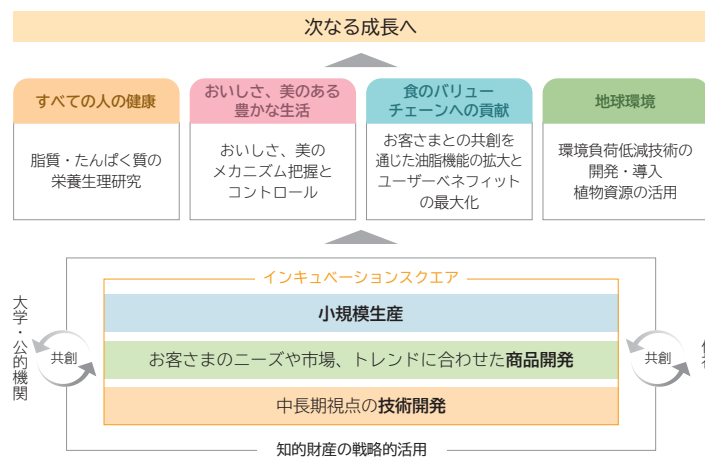 次なる成長へ
すべての人の健康
脂質・たんぱく質の
栄養生理研究
おいしさ、美のある
豊かな生活
おいしさ、美の
メカニズム把握と
コントロール
食のバリュー
チェーンへの貢献
お客さまとの共創を
通じた油脂機能の拡大と
ユーザーベネフィット
の最大化
地球環境
環境負荷低減技術の
開発・導入
植物資源の活用
インキュベーションスクエア
小規模生産
お客さまのニーズや市場、トレンドに合わせた商品開発
中長期視点の技術開発
大学・公的機関
共創
共創
知的財産の戦略的活用